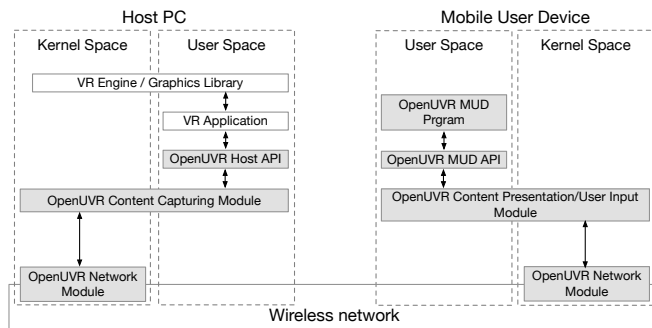 Host PC
Mobile User Device
Kernel Space
User Space
User Space
Kernel Space
VR Engine / Graphics Library
VR Application
OpenUVR Host API
OpenUVR Content Capturing Module
OpenUVR Network
Module
OpenUVR MUD
Prgram
OpenUVR MUD API
OpenUVR Content Presentation/User Input
Module
OpenUVR Network
Module
Wireless network